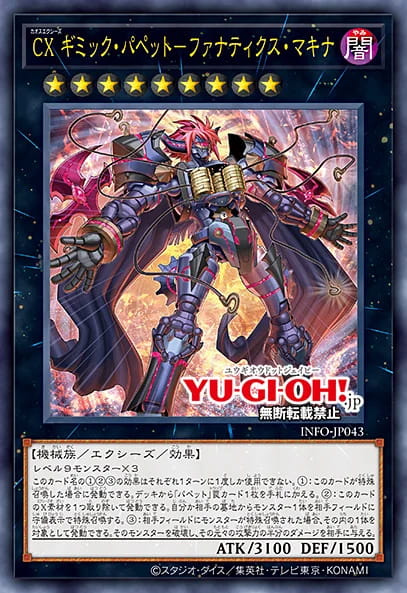 カオスエクシーズ
CX ギミック・パペット-ファナティクス・マキナ
やみ
闇
ユウギオウドットジェイピー
YU-GI-OH!.jp
無断転載禁止
INFO-JP043
【機械族/エクシーズ/効果】
レベル9モンスター×3
このカード名の①②③の効果はそれぞれ1ターンに1度しか使用できない。①:このカードが特殊
召喚した場合に発動できる。デッキから「パペット」罠カード1枚を手札に加える。②:このカード
のX素材を1つ取り除いて発動できる。自分か相手の墓地からモンスター1体を相手フィールドに
守備表示で特殊召喚する。③:相手フィールドにモンスターが特殊召喚された場合、その内の1体を
対象として発動できる。そのモンスターを破壊し、その元々の攻撃力の半分のダメージを相手に与える。
ATK/3100 DEF/1500
©スタジオ・ダイス/集英社・テレビ東京・KONAMI